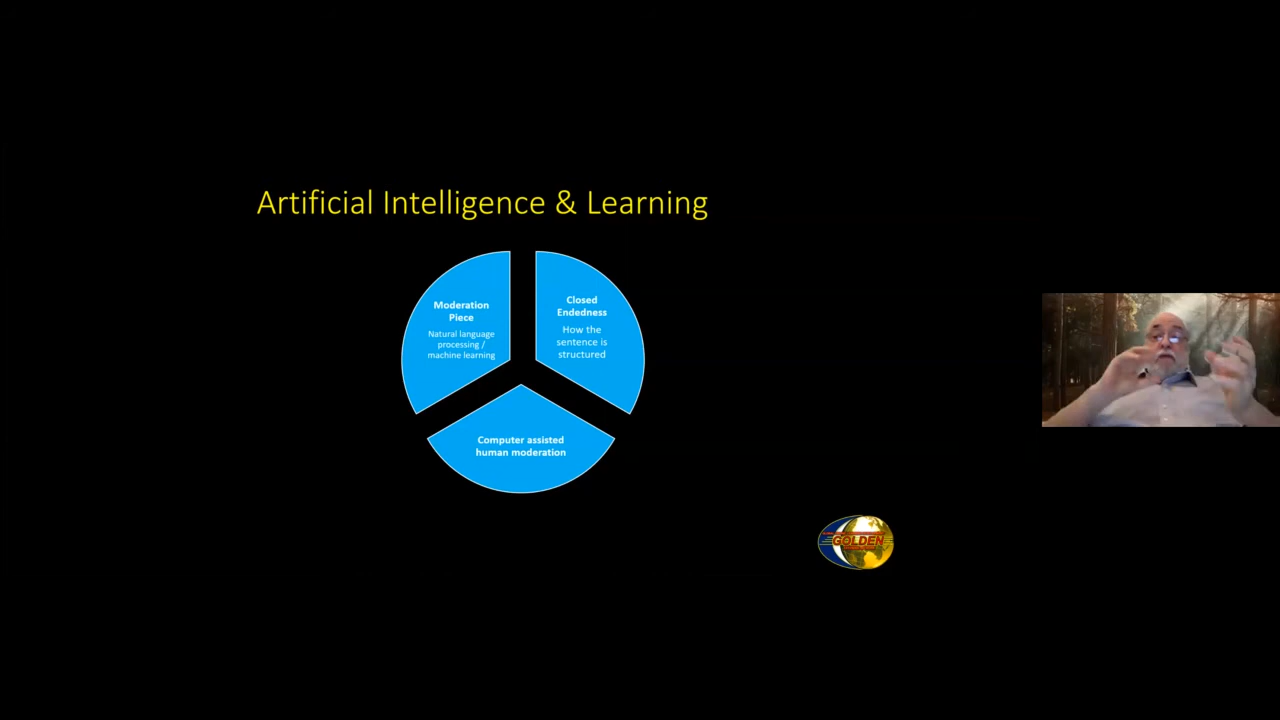 Artificial Intelligence & Learning
Moderation
Piece
Natural language
processing /
machine learning
Closed
Endedness
How the
sentence is
structured
Computer assisted
human moderation
GOLDEN